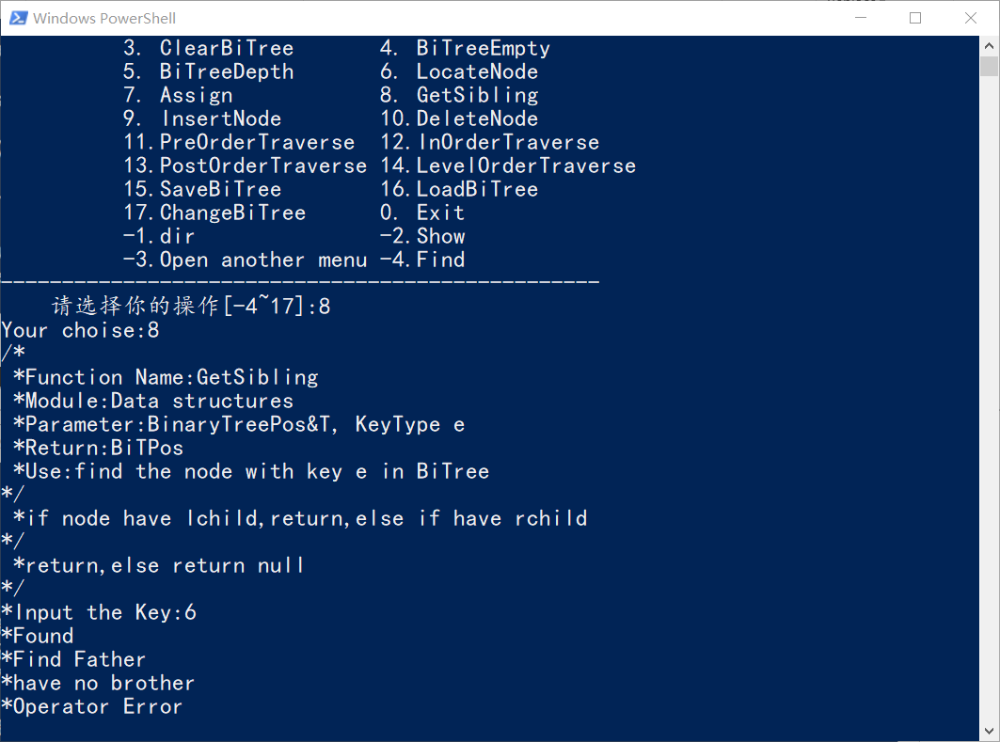 Windows PowerShell
3. ClearBiTree 4. BiTreeEmpty
5. BiTreeDepth 6. LocateNode
7. Assign 8. GetSibling
9. InsertNode 10.DeleteNode
11.PreOrderTraverse 12.InOrderTraverse
13.PostOrderTraverse 14.LevelOrderTraverse
15.SaveBiTree 16.LoadBiTree
17.ChangeBiTree 0. Exit
-1.dir -2.Show
-3.Open another menu -4.Find
-------------------------------------------------
请选择你的操作[-4~17]:8
Your choise:8
/*
*Function Name:GetSibling
*Module:Data structures
*Parameter:BinaryTreePos&T, KeyType e
*Return:BiTPos
*Use:find the node with key e in BiTree
*/
*if node have lchild,return,else if have rchild
*/
*return,else return null
*/
*Input the Key:6
*Found
*Find Father
*have no brother
*Operator Error